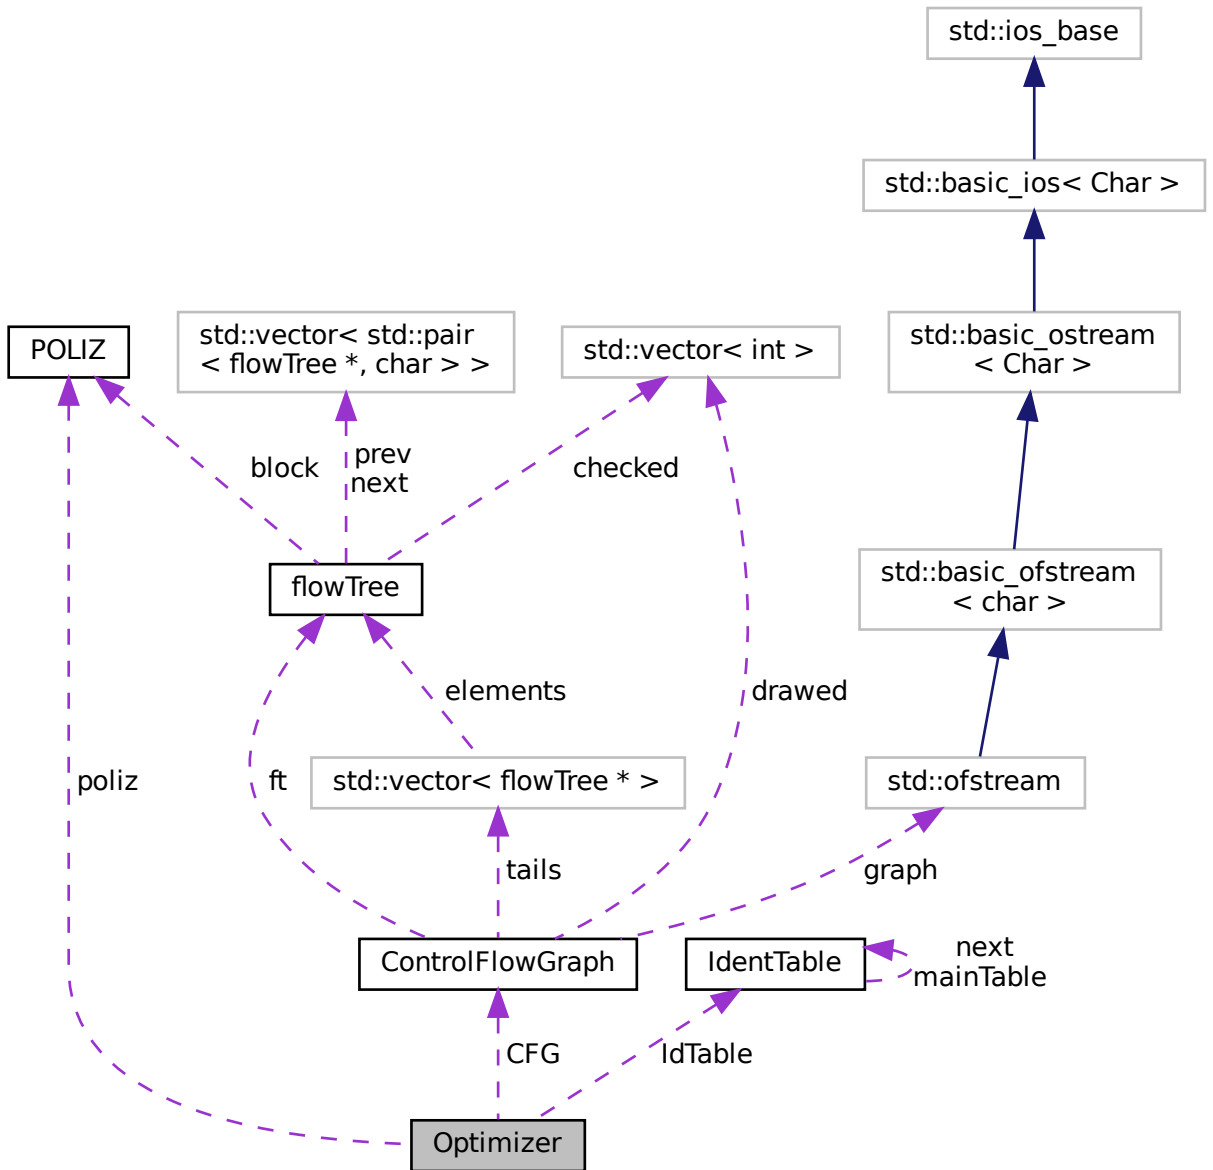 std::ios_base
std::basic_ios< Char >
std::basic_ostream
< Char >
POLIZ
std::vector< std::pair
< flowTree *, char > >
std::vector< int >
block
prev
next
checked
std::basic_ofstream
< char >
flowTree
elements
drawed
poliz
ft
std::vector< flowTree * >
std::ofstream
tails
graph
ControlFlowGraph
IdentTable
next
mainTable
CFG
IdTable
Optimizer